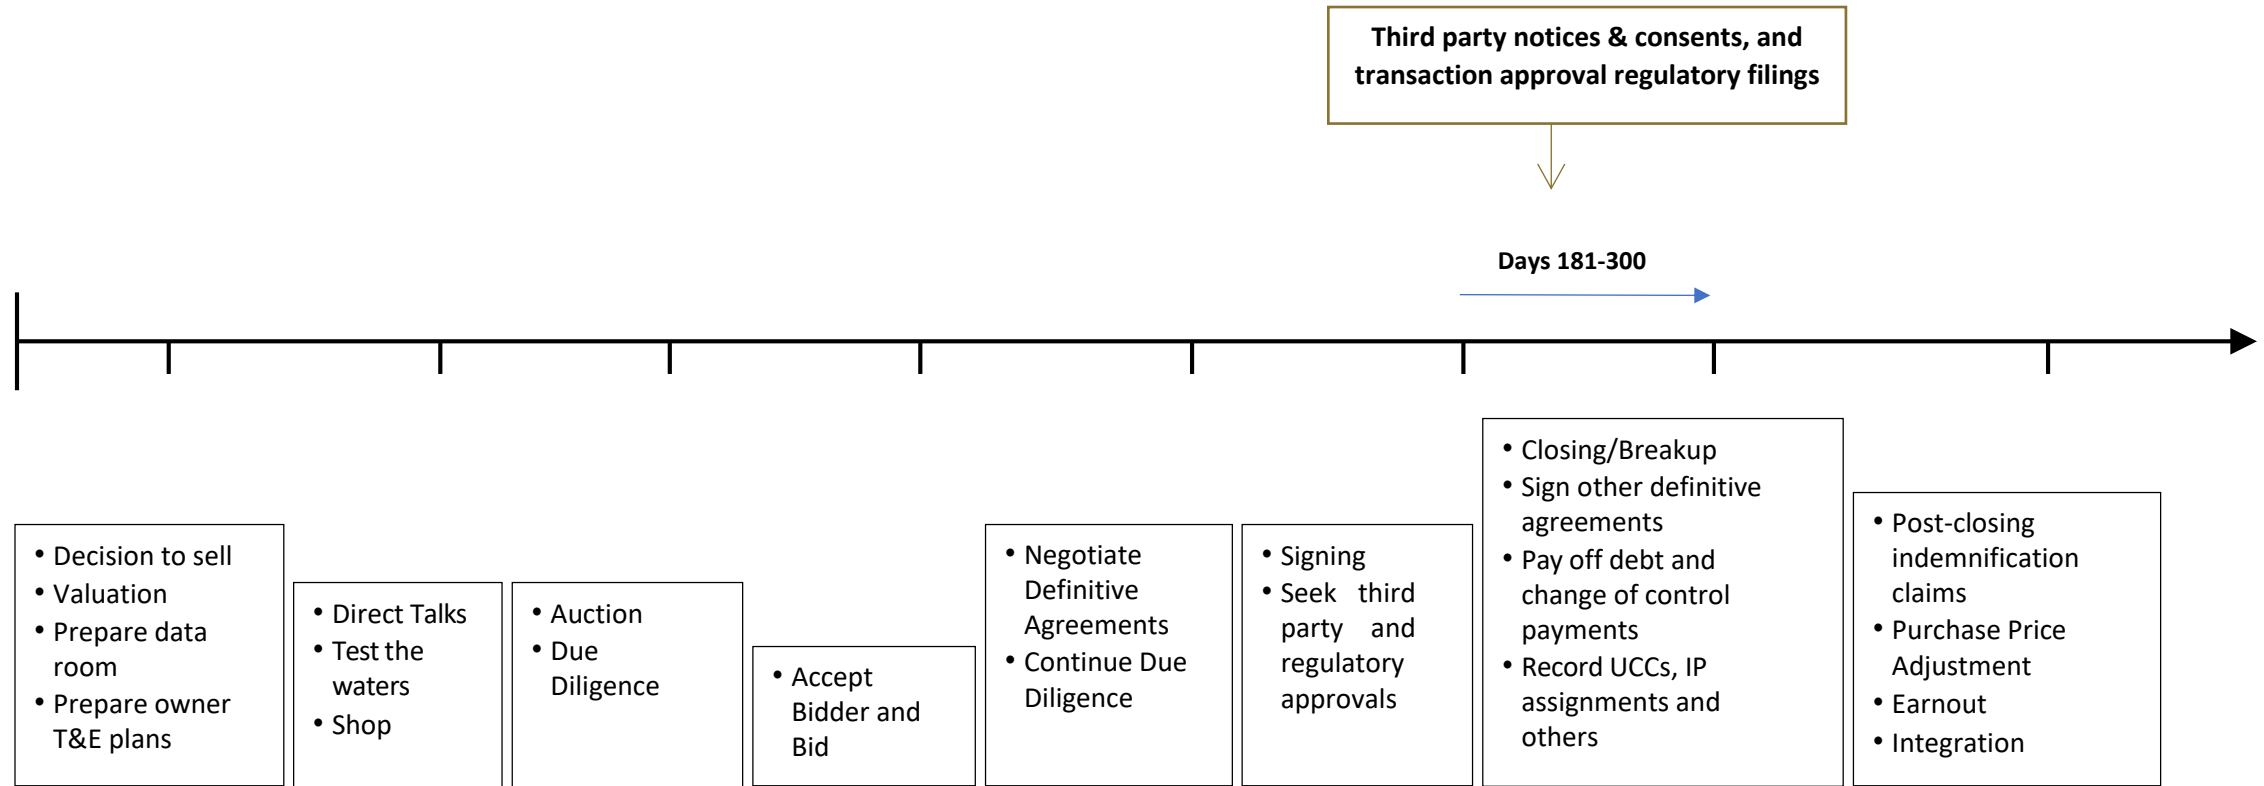 Third party notices & consents, and
transaction approval regulatory filings
Days 181-300
• Decision to sell
• Valuation
• Prepare data
room
• Prepare owner
T&E plans
• Direct Talks
• Test the
waters
• Shop
• Auction
• Due
Diligence
• Accept
Bidder and
Bid
• Negotiate
Definitive
Agreements
• Continue Due
Diligence
• Signing
• Seek third
party and
regulatory
approvals
• Closing/Breakup
• Sign other definitive
agreements
• Pay off debt and
change of control
payments
• Record UCCs, IP
assignments and
others
• Post-closing
indemnification
claims
• Purchase Price
Adjustment
• Earnout
• Integration